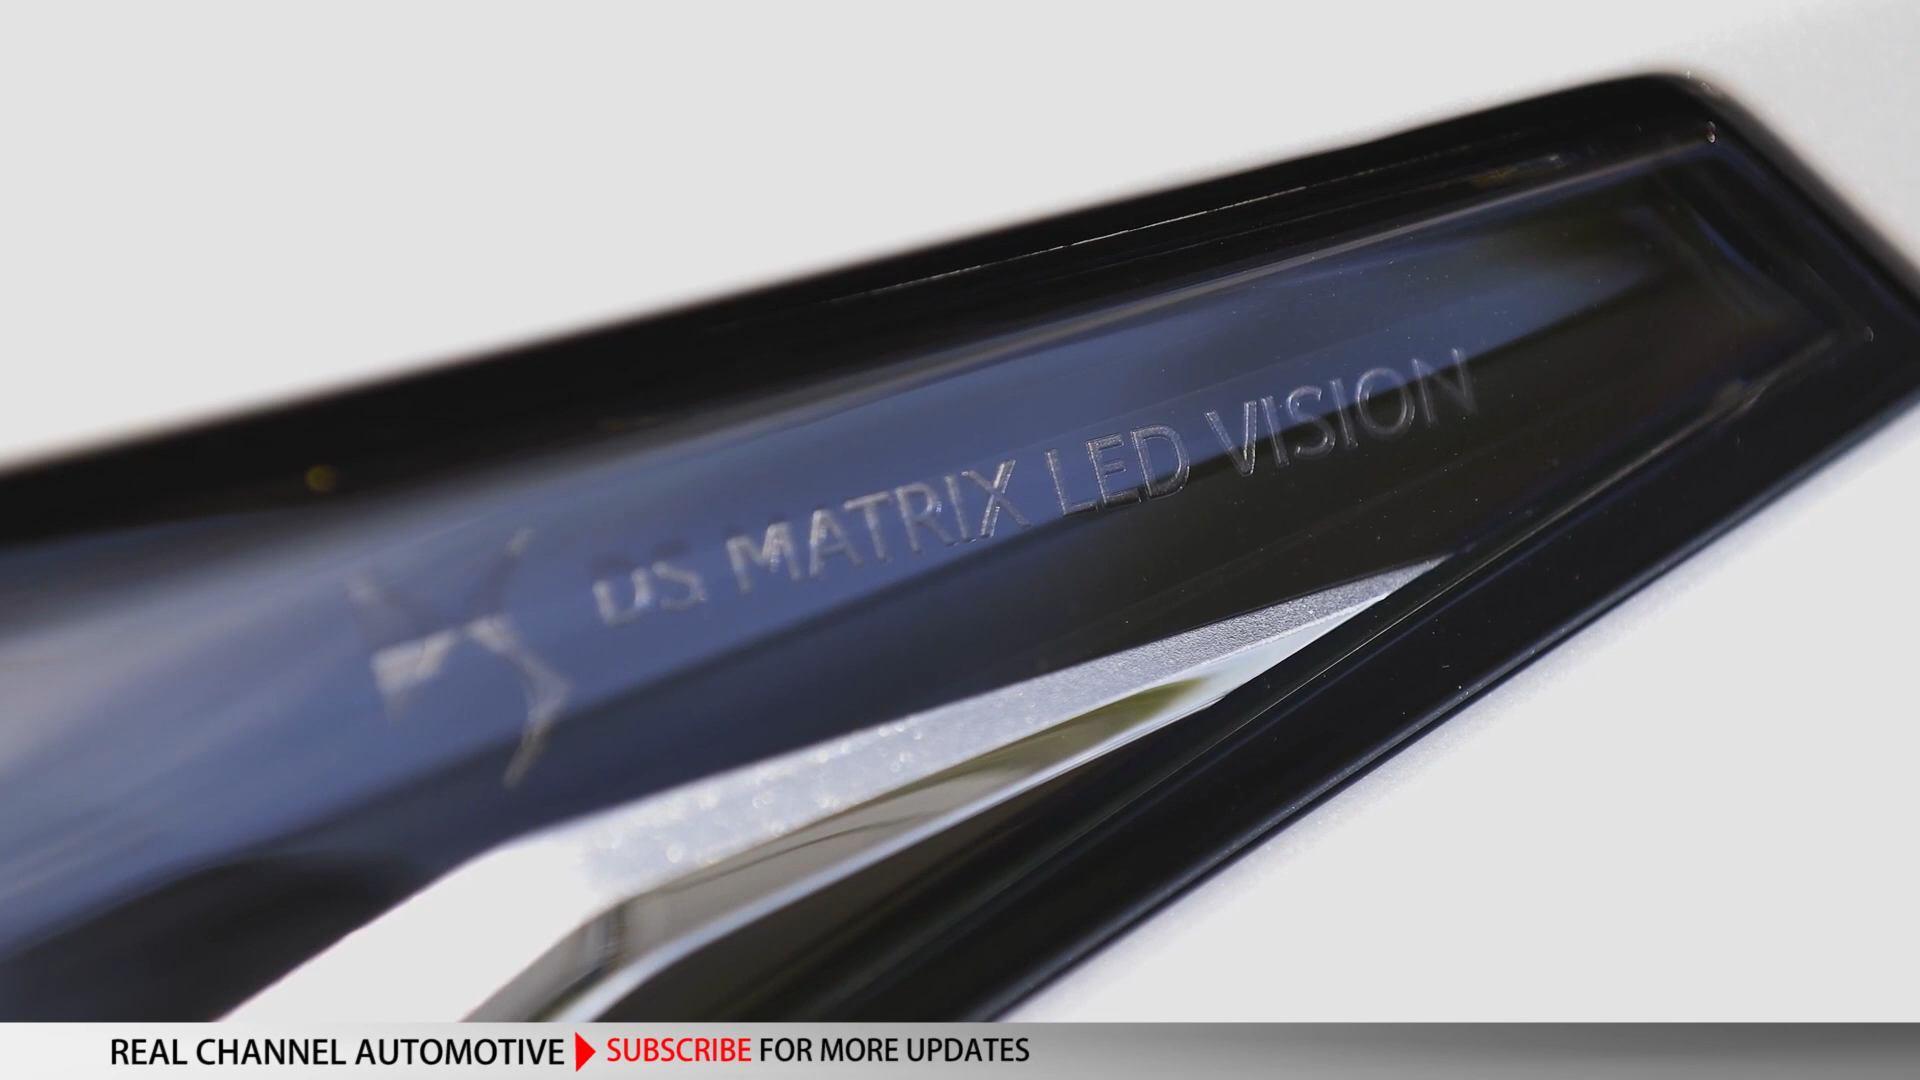 DS MATRIX LED VISION
REAL CHANNEL AUTOMOTIVE SUBSCRIBE FOR MORE UPDATES